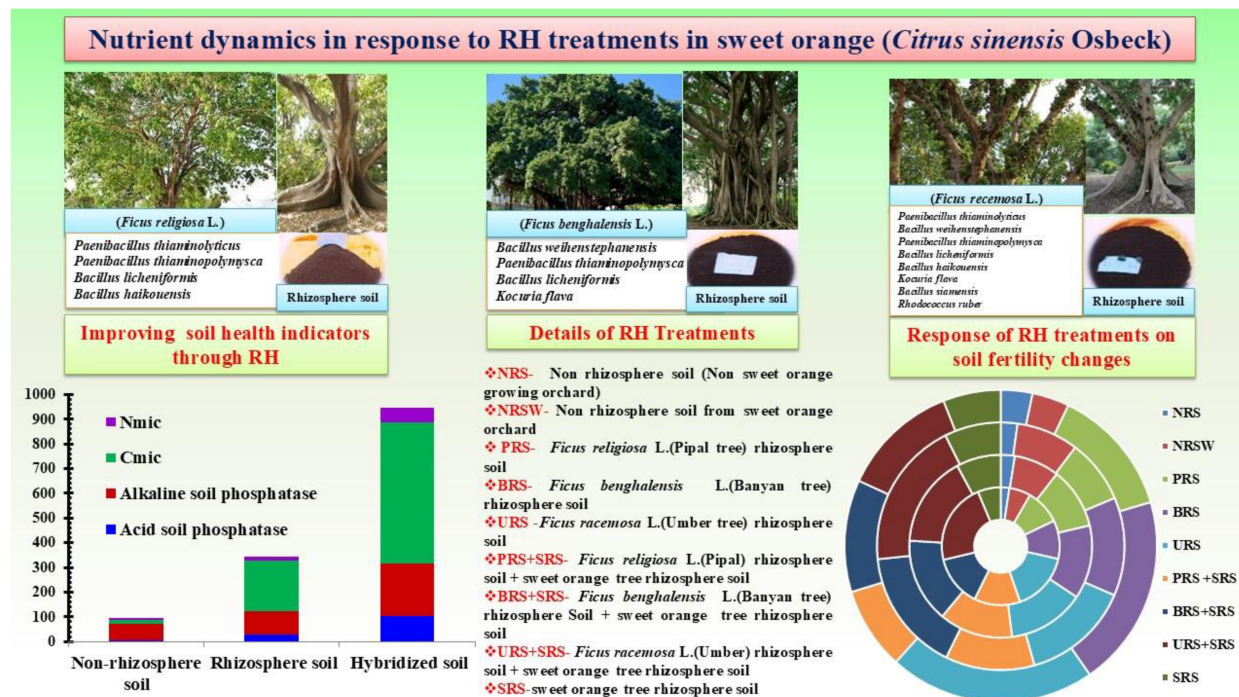 Nutrient dynamics in response to RH treatments in sweet orange (Citrus sinensis Osbeck)
(Ficus religiosa L.)
Paenibacillus thiaminolyticus
Paenibacillus thiaminopolymysca
Bacillus licheniformis
Bacillus haikouensis
Rhizosphere soil
(Ficus benghalensis L.)
Bacillus weihenstephanensis
Paenibacillus thiaminopolymysca
Bacillus licheniformis
Kocuria flava
Rhizosphere soil
(Ficus recemosa L.)
Paenibacillus thiaminolyticus
Bacillus weihenstephanensis
Paenibacillus thiaminopolymysca
Bacillus licheniformis
Bacillus haikouensis
Kocuria flava
Bacillus siamensis
Rhodococcus ruber
Rhizosphere soil
Improving soil health indicators
through RH
1000
900
800
700
600
500
400
300
200
100
0
Nmic
Cmic
Alkaline soil phosphatase
Acid soil phosphatase
Non-rhizosphere
soil
Rhizosphere soil
Hybridized soil
Details of RH Treatments
❖NRS- Non rhizosphere soil (Non sweet orange
growing orchard)
❖NRSW- Non rhizosphere soil from sweet orange
orchard
❖PRS- Ficus religiosa L.(Pipal tree) rhizosphere
soil
❖BRS- Ficus benghalensis L.(Banyan tree)
rhizosphere soil
❖URS -Ficus racemosa L.(Umber tree) rhizosphere
soil
❖PRS+SRS- Ficus religiosa L.(Pipal) rhizosphere
soil + sweet orange tree rhizosphere soil
❖BRS+SRS- Ficus benghalensis L.(Banyan tree)
rhizosphere Soil + sweet orange tree rhizosphere
soil
❖URS+SRS- Ficus racemosa L.(Umber) rhizosphere
soil + sweet orange tree rhizosphere soil
❖SRS-sweet orange tree rhizosphere soil
Response of RH treatments on
soil fertility changes
NRS
NRSW
PRS
BRS
URS
PRS +SRS
BRS+SRS
URS+SRS
SRS